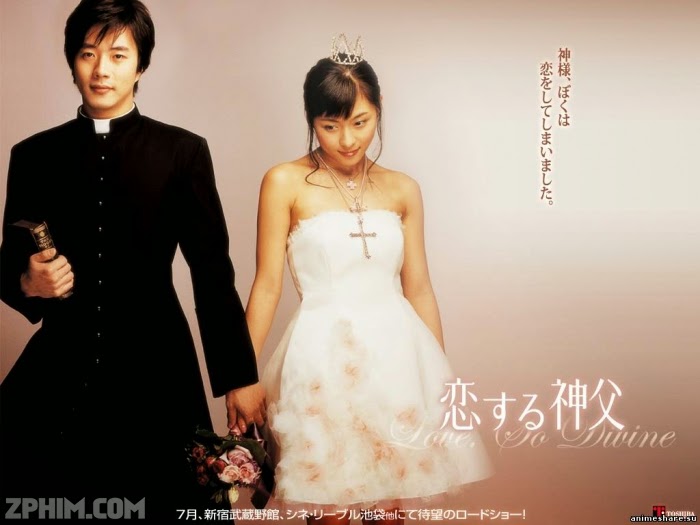 神様、ぼくは
恋をしてしまいました。
恋する神父
Love, So Divine
ZPHIM.COM
7月、新宿武蔵野館、シネ・リーブル池袋他にて待望のロードショー!
TOSHIBA
animeshare.su